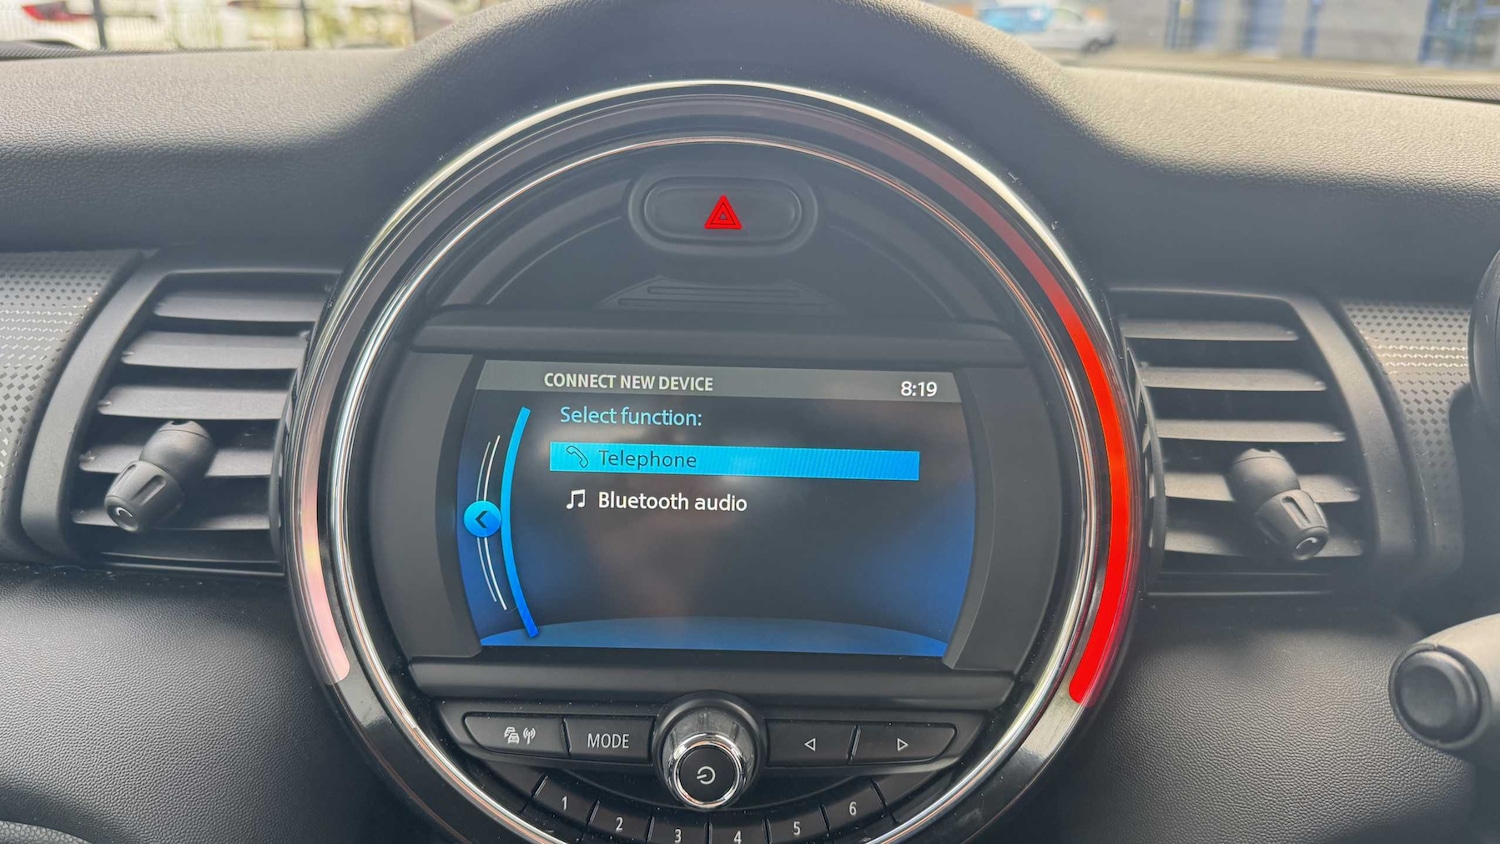 CONNECT NEW DEVICE 8:19
Select function:
Telephone
Bluetooth audio
MODE
1 2 3 4 5 6